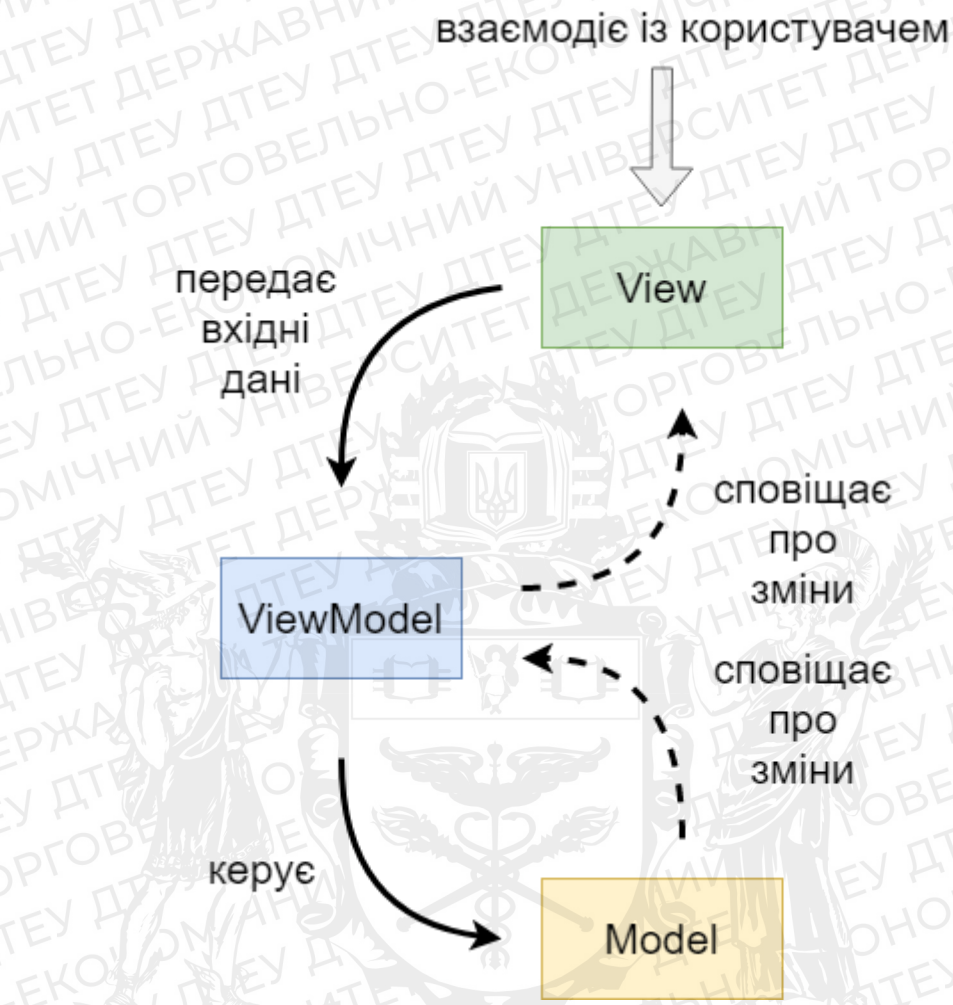 взаємодіє із користувачем
View
передає
вхідні
дані
сповіщає
про
зміни
ViewModel
сповіщає
про
зміни
керує
Model